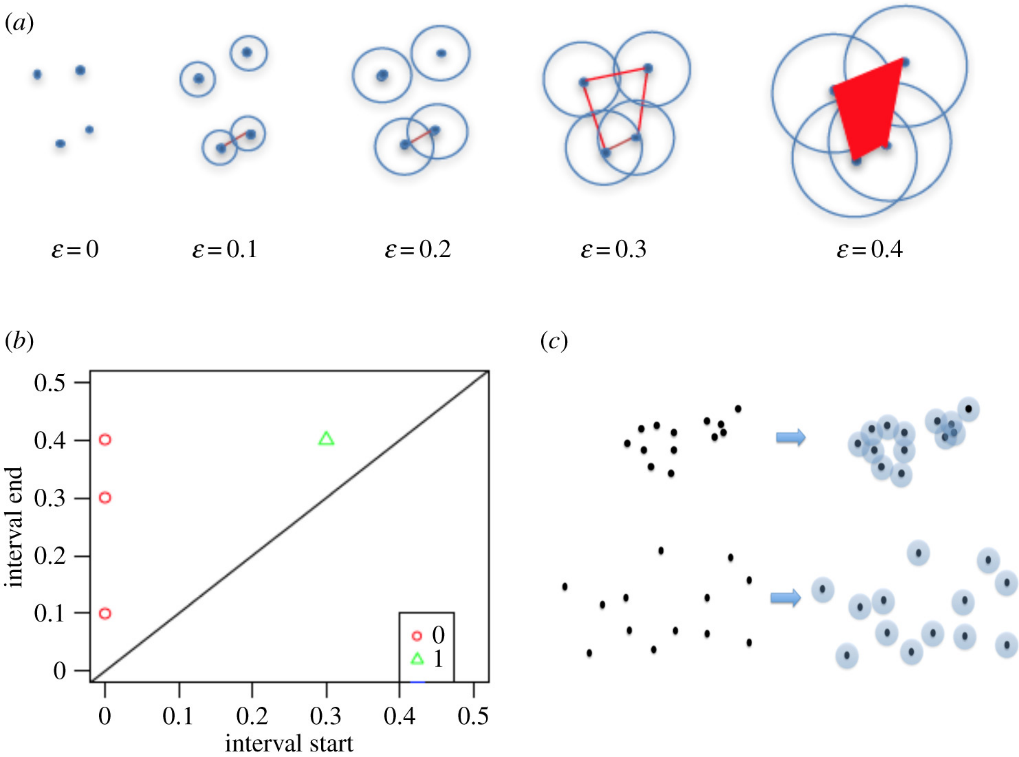 (a)
ε=0 ε=0.1 ε=0.2 ε=0.3 ε=0.4
(b)
0.5
0.4
0.3
0.2
0.1
0
interval end
0
1
0 0.1 0.2 0.3 0.4 0.5
interval start
(c)